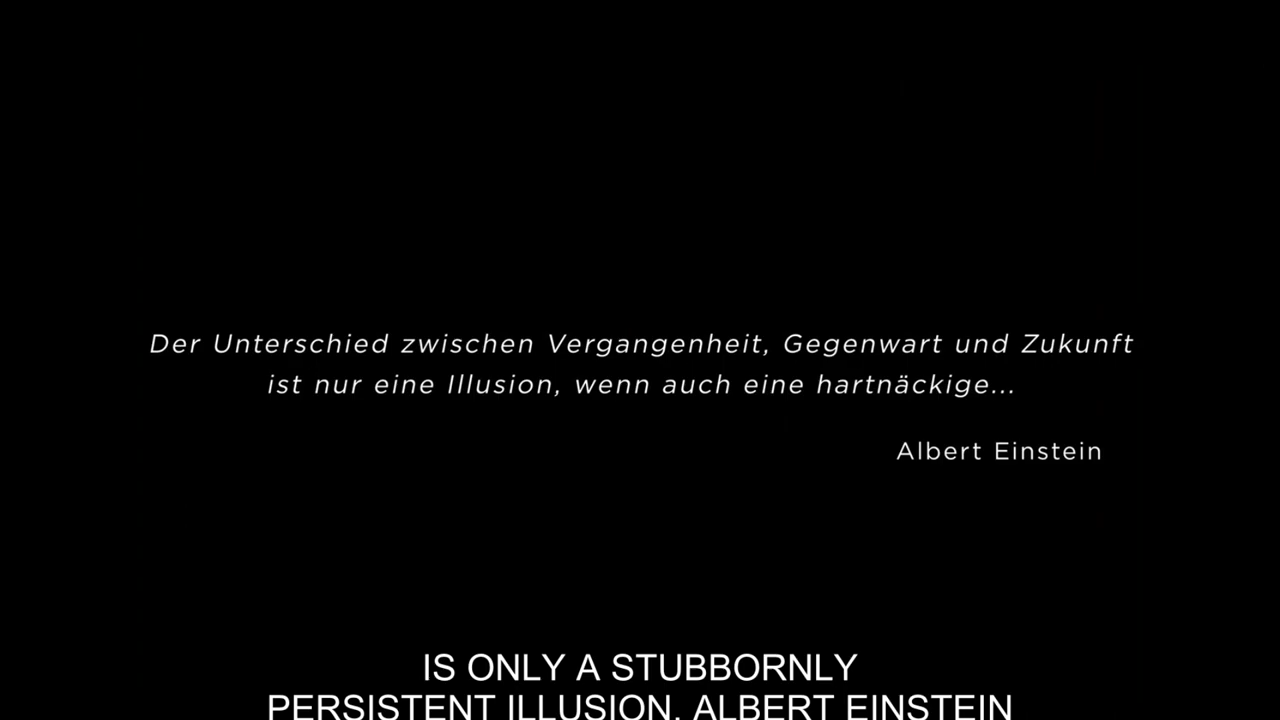 Der Unterschied zwischen Vergangenheit, Gegenwart und Zukunft
ist nur eine Illusion, wenn auch eine hartnäckige...
Albert Einstein
IS ONLY A STUBBORNLY
PERSISTENT ILLUSION. ALBERT EINSTEIN